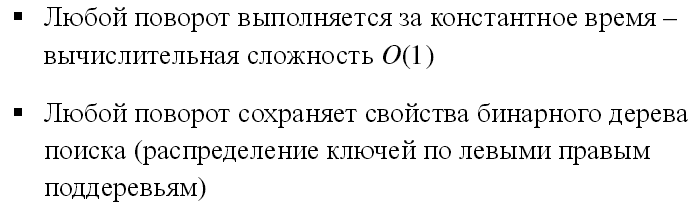 ▪ Любой поворот выполняется за константное время –
вычислительная сложность O(1)
▪ Любой поворот сохраняет свойства бинарного дерева
поиска (распределение ключей по левыми правым
поддеревьям)